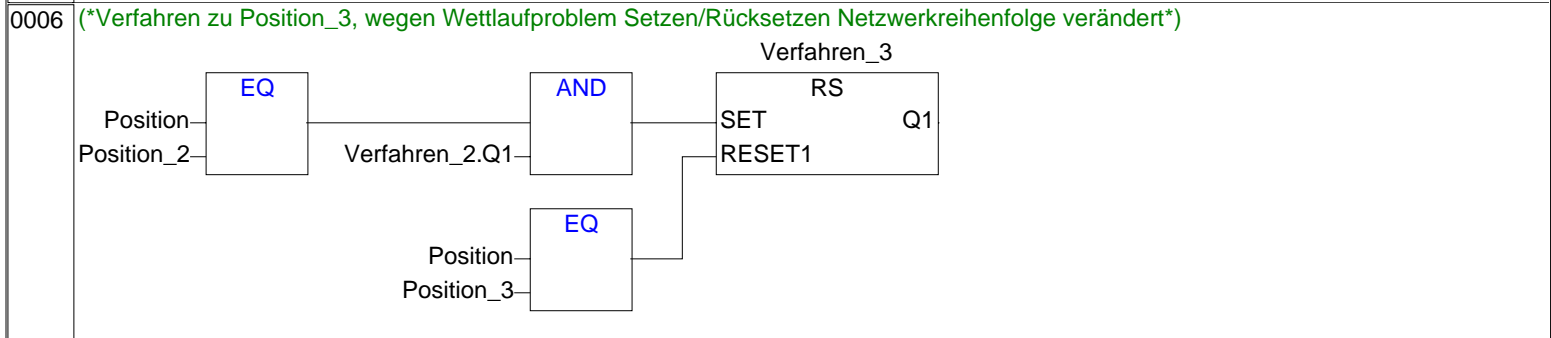 0006 (*Verfahren zu Position_3, wegen Wettlaufproblem Setzen/Rücksetzen Netzwerkreihenfolge verändert*)
Verfahren_3
EQ AND RS
Position SET Q1
Position_2 Verfahren_2.Q1 RESET1
EQ
Position
Position_3